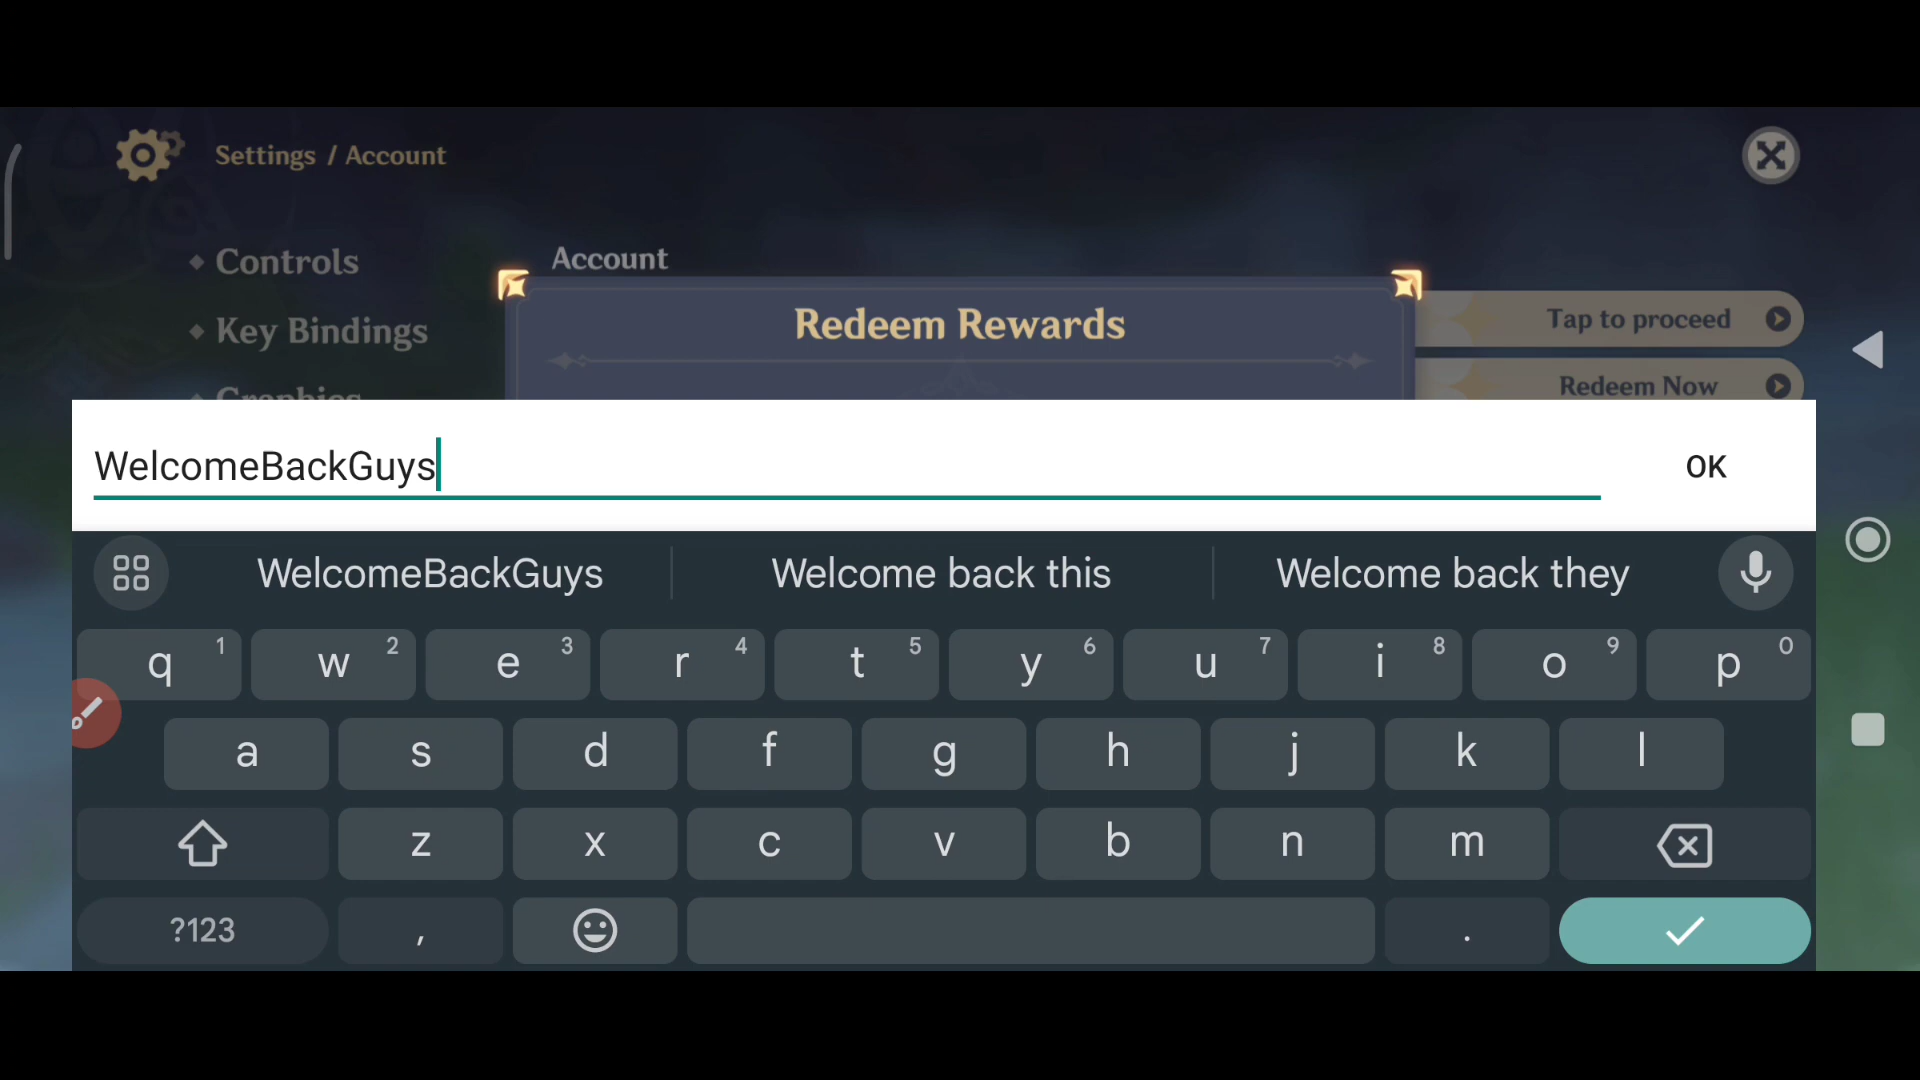 Settings / Account
Controls
Account
Key Bindings
Redeem Rewards
Tap to proceed
Graphics
Redeem Now
WelcomeBackGuys
OK
WelcomeBackGuys
Welcome back this
Welcome back they
q 1 w 2 e 3 r 4 t 5 y 6 u 7 i 8 o 9 p 0
a s d f g h j k l
z x c v b n m
?123 , .